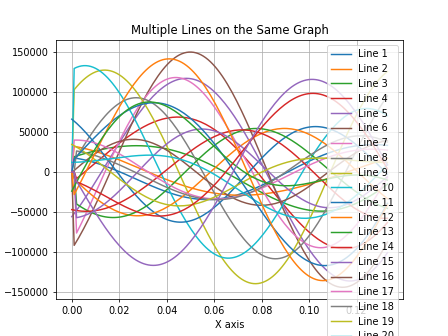 Multiple Lines on the Same Graph
150000
100000
50000
0
−50000
−100000
−150000
0.00
0.02
0.04
0.06
0.08
0.10
X axis
Line 1
Line 2
Line 3
Line 4
Line 5
Line 6
Line 7
Line 8
Line 9
Line 10
Line 11
Line 12
Line 13
Line 14
Line 15
Line 16
Line 17
Line 18
Line 19
Line 20